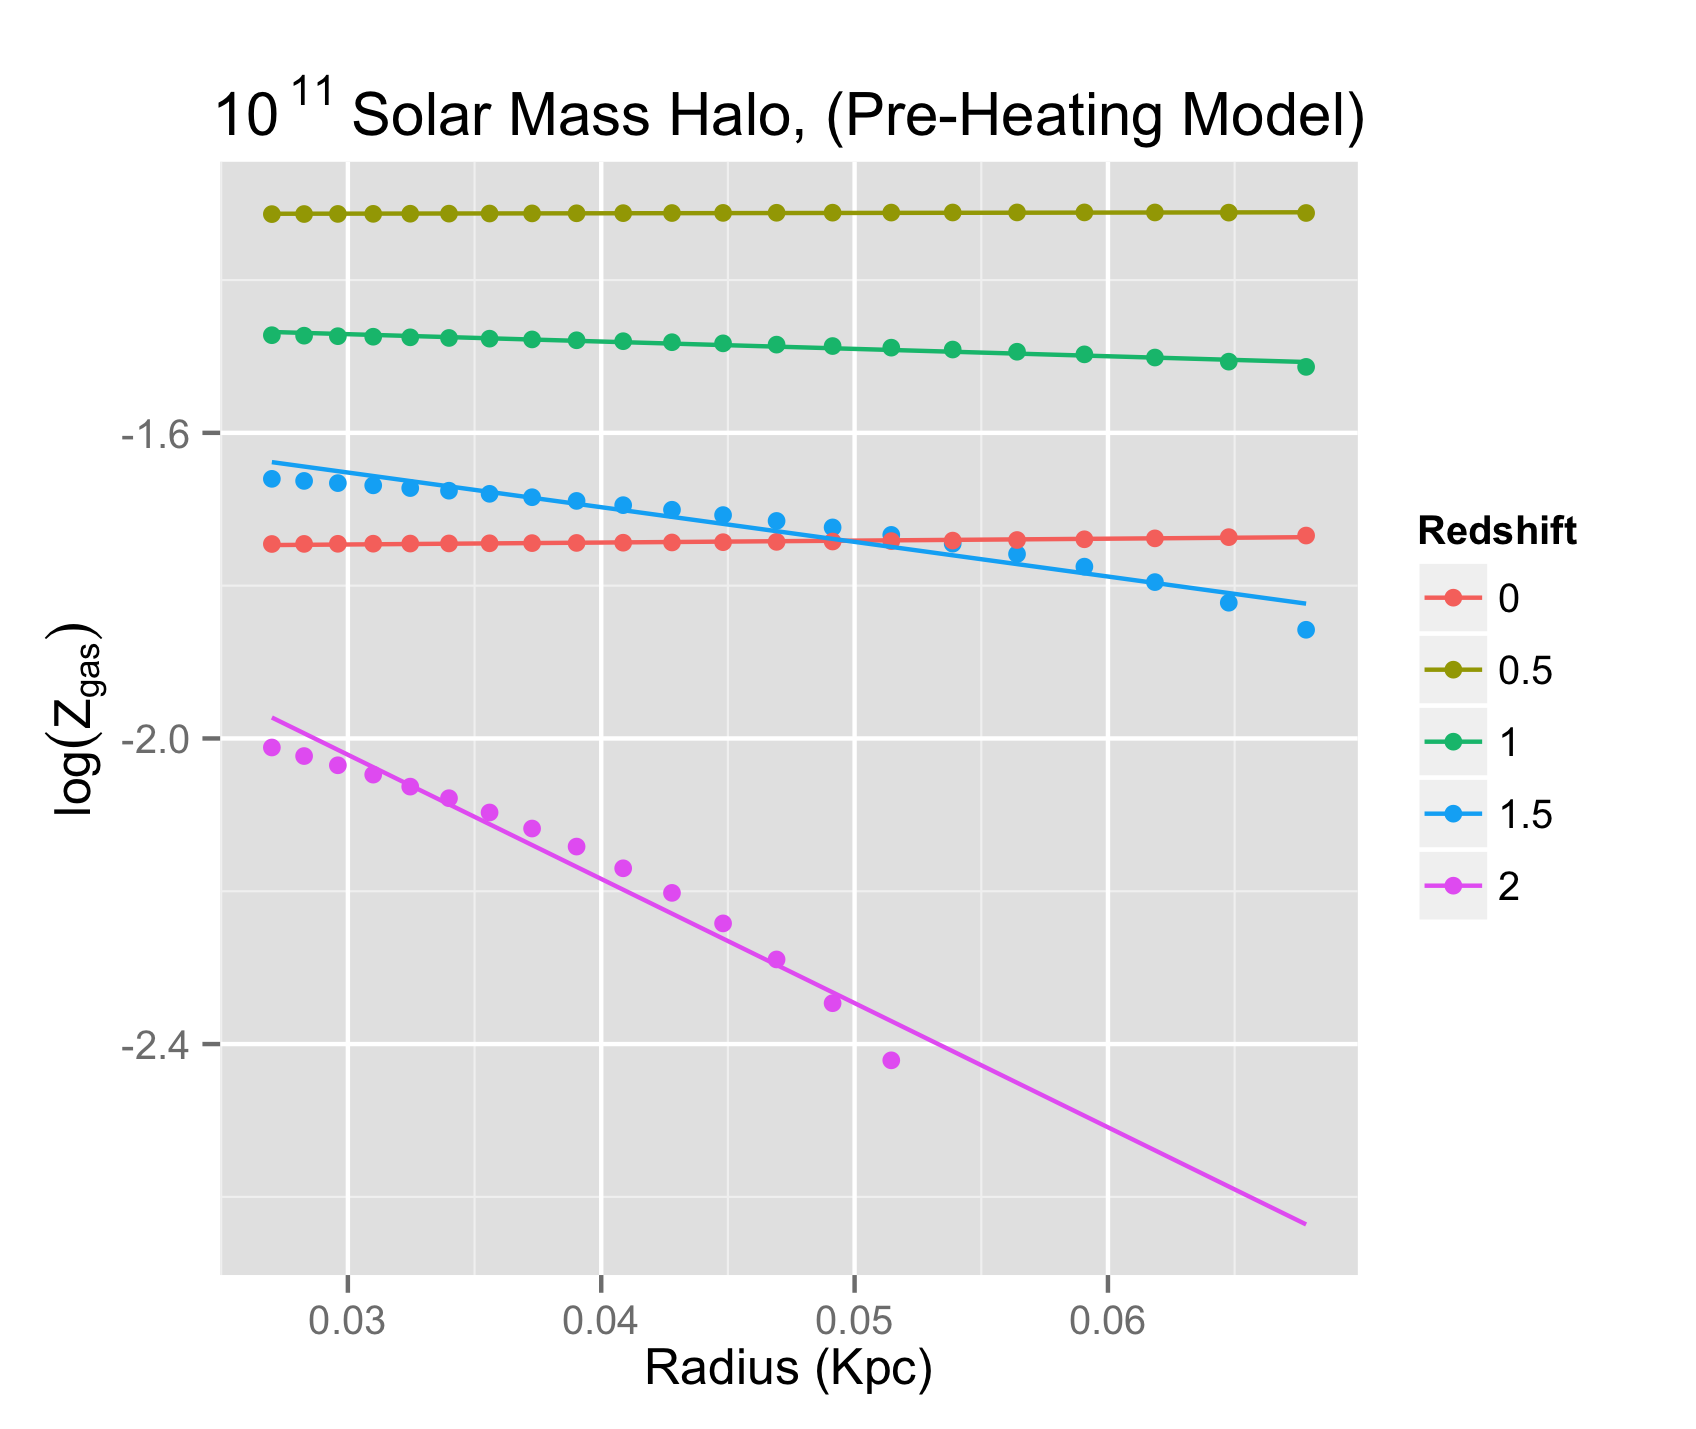 10^11 Solar Mass Halo, (Pre-Heating Model)
-1.6
-2.0
-2.4
log(Z_gas)
0.03 0.04 0.05 0.06
Radius (Kpc)
Redshift
0
0.5
1
1.5
2